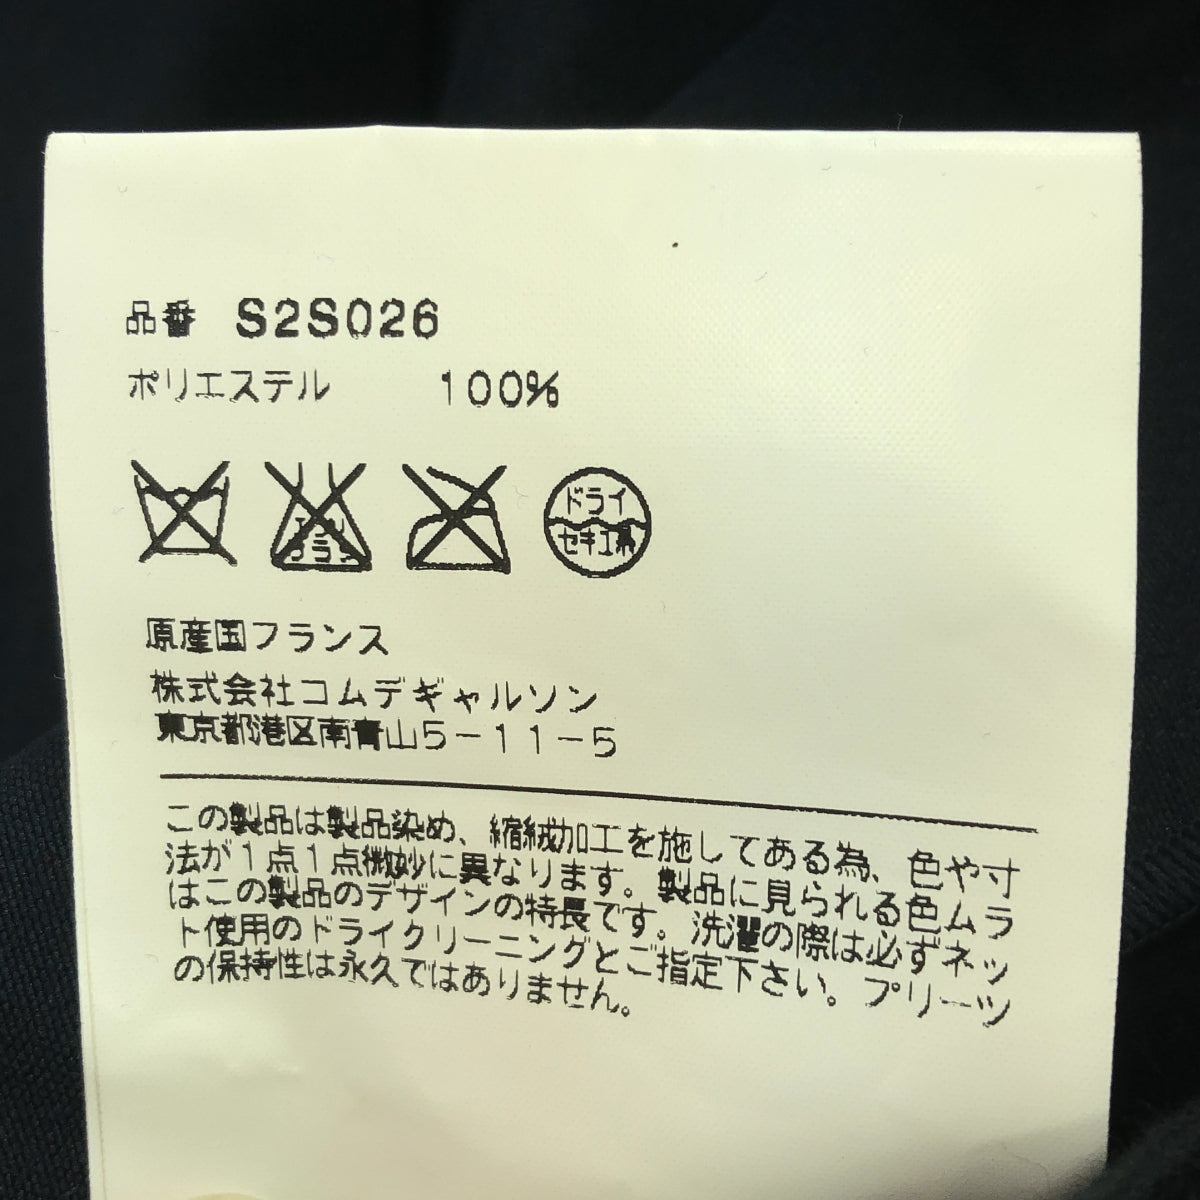 品番 S2S026
ポリエステル 100%
エンソ
サラシ
ドライ
セキユ系
原産国フランス
株式会社コムデギャルソン
東京都港区南青山5-11-5
この製品は製品染め、縮絨加工を施してある為、色や寸
法が1点1点微妙に異なります。製品に見られる色ムラ
はこの製品のデザインの特長です。洗濯の際は必ずネッ
ト使用のドライクリーニングとご指定下さい。プリーツ
の保持性は永久ではありません。